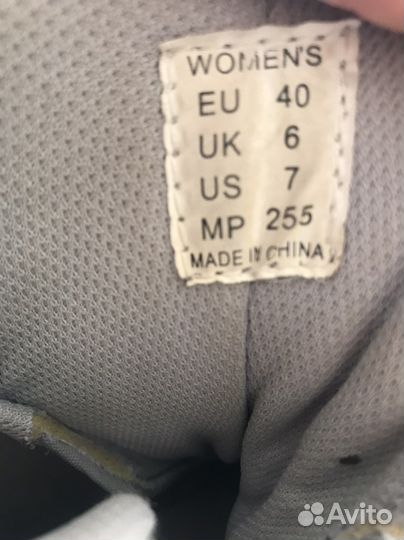 WOMEN'S
EU 40
UK 6
US 7
MP 255
MADE IN CHINA
Avito